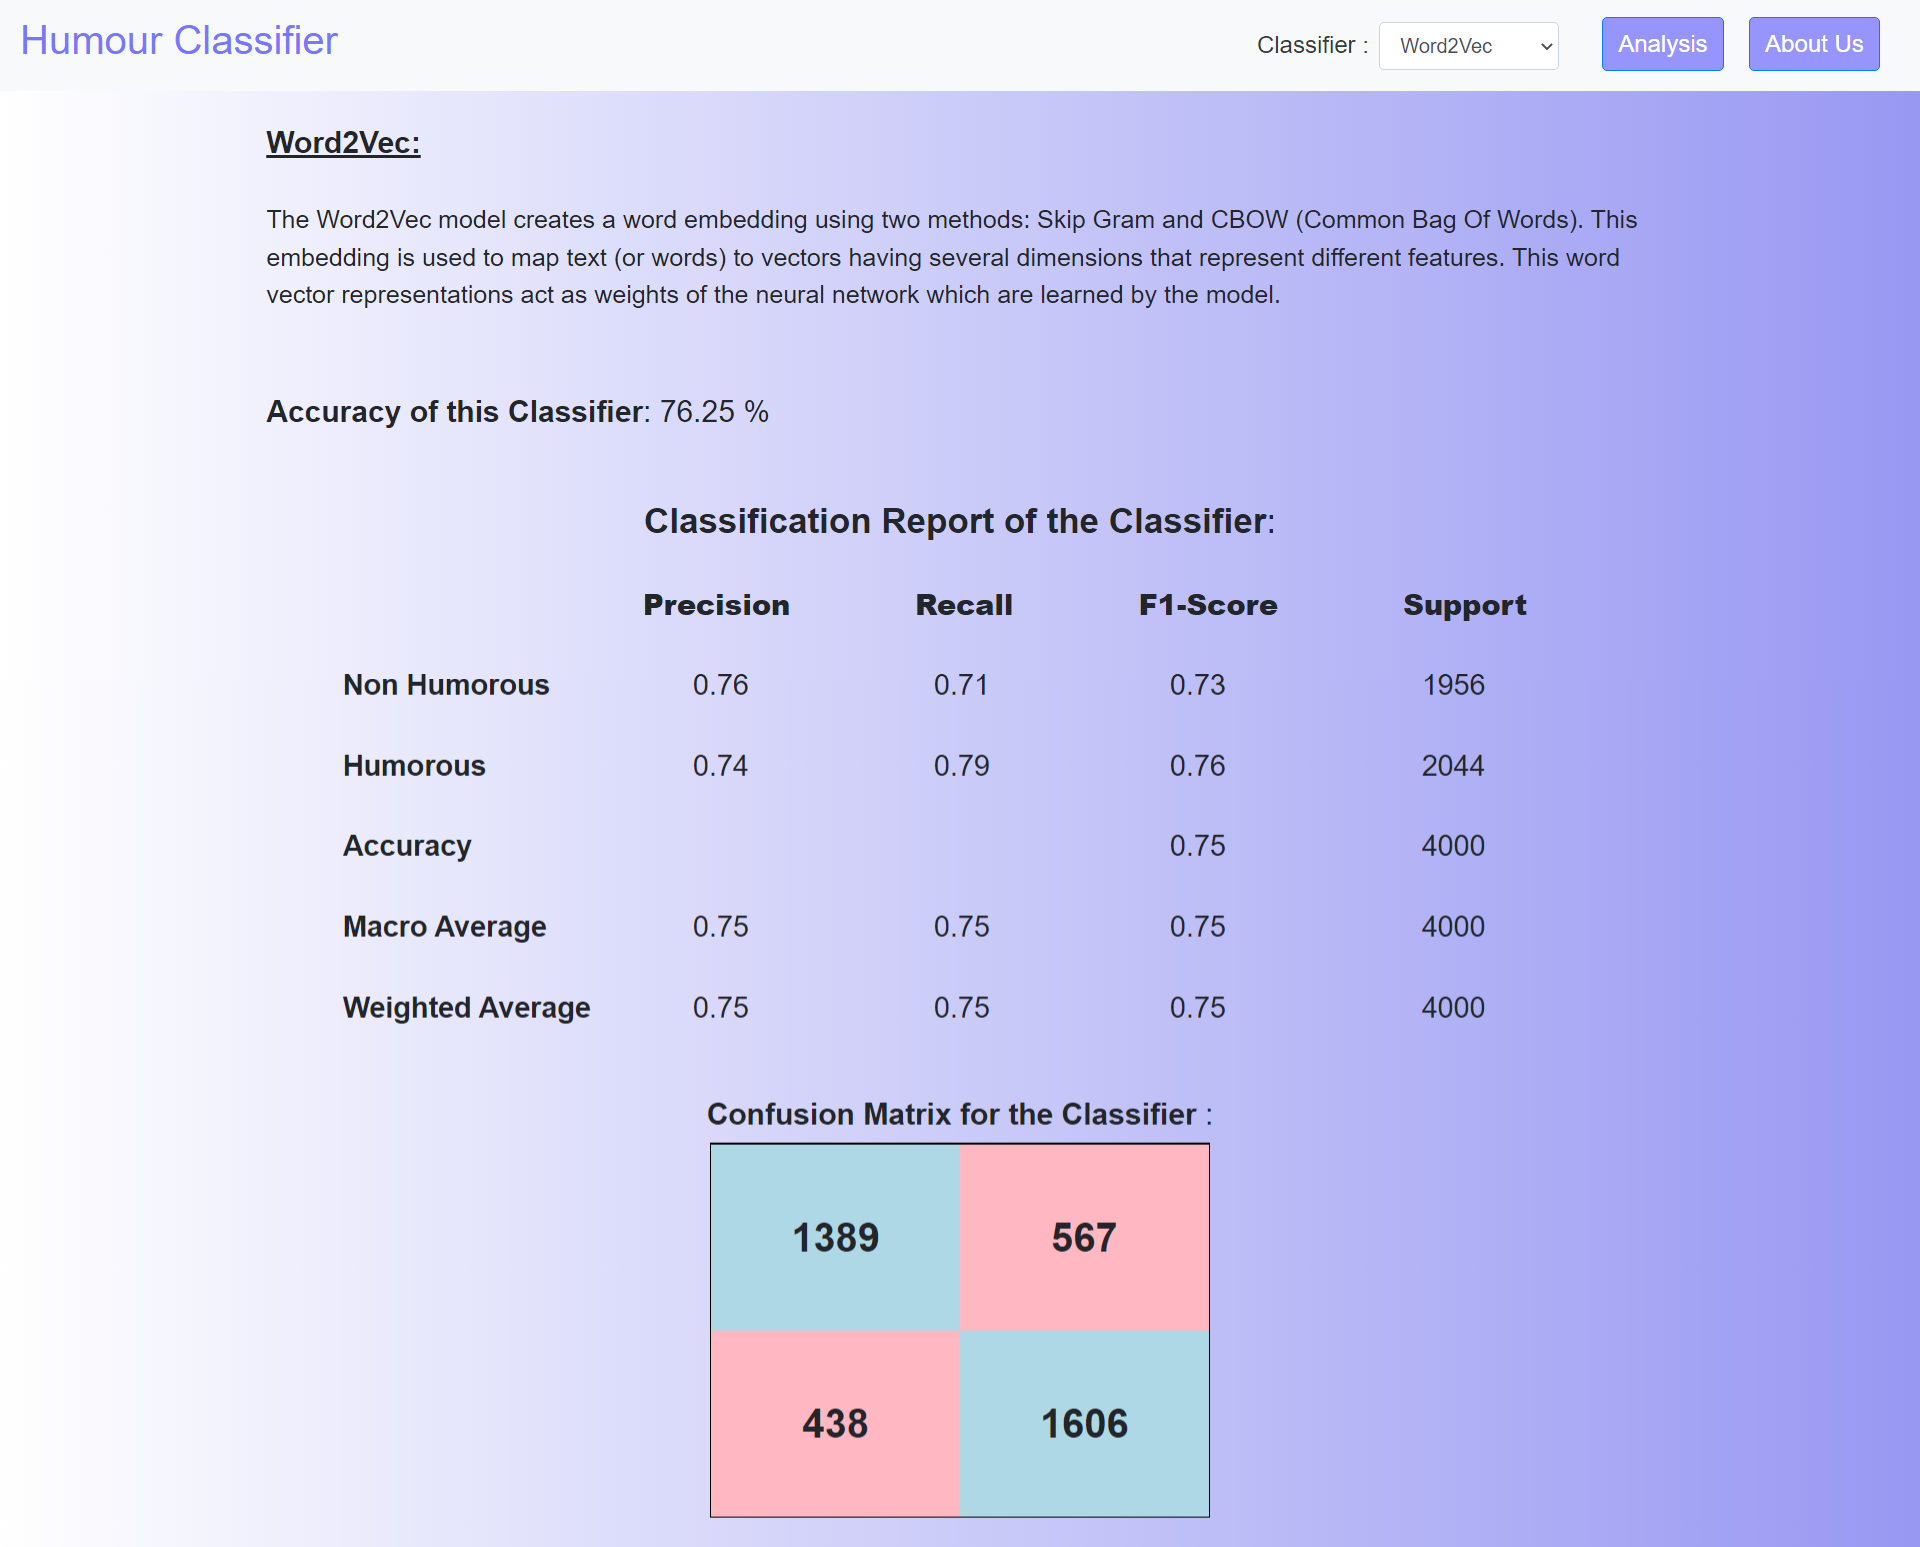 Humour Classifier
Classifier : Word2Vec Analysis About Us
Word2Vec:
The Word2Vec model creates a word embedding using two methods: Skip Gram and CBOW (Common Bag Of Words). This
embedding is used to map text (or words) to vectors having several dimensions that represent different features. This word
vector representations act as weights of the neural network which are learned by the model.
Accuracy of this Classifier: 76.25 %
Classification Report of the Classifier:
Precision Recall F1-Score Support
Non Humorous 0.76 0.71 0.73 1956
Humorous 0.74 0.79 0.76 2044
Accuracy 0.75 4000
Macro Average 0.75 0.75 0.75 4000
Weighted Average 0.75 0.75 0.75 4000
Confusion Matrix for the Classifier :
1389 567
438 1606